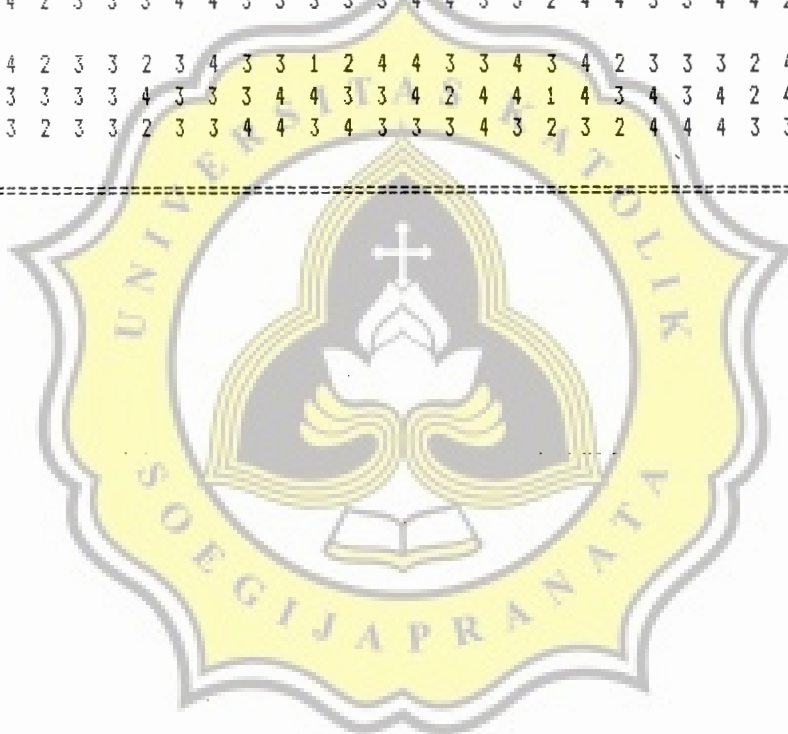 4 2 3 3 2 3 4 3 3 1 2 4 4 3 3 4 3 4 2 3 3 3 2 4
3 3 3 3 4 3 3 3 4 4 3 3 4 2 4 4 1 4 3 4 3 4 2 4
3 2 3 3 2 3 3 4 4 3 4 3 3 3 4 3 2 3 2 4 4 4 3 3
UNIVERSITAS KATOLIK
SOEGIJAPRANATA